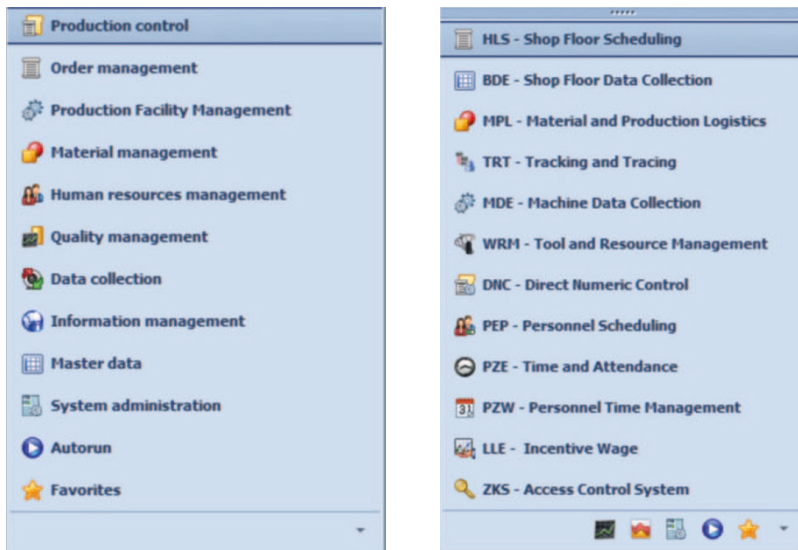 Production control
Order management
Production Facility Management
Material management
Human resources management
Quality management
Data collection
Information management
Master data
System administration
Autorun
Favorites
HLS - Shop Floor Scheduling
BDE - Shop Floor Data Collection
MPL - Material and Production Logistics
TRT - Tracking and Tracing
MDE - Machine Data Collection
WRM - Tool and Resource Management
DNC - Direct Numeric Control
PEP - Personnel Scheduling
PZE - Time and Attendance
31 PZW - Personnel Time Management
LLE - Incentive Wage
ZKS - Access Control System